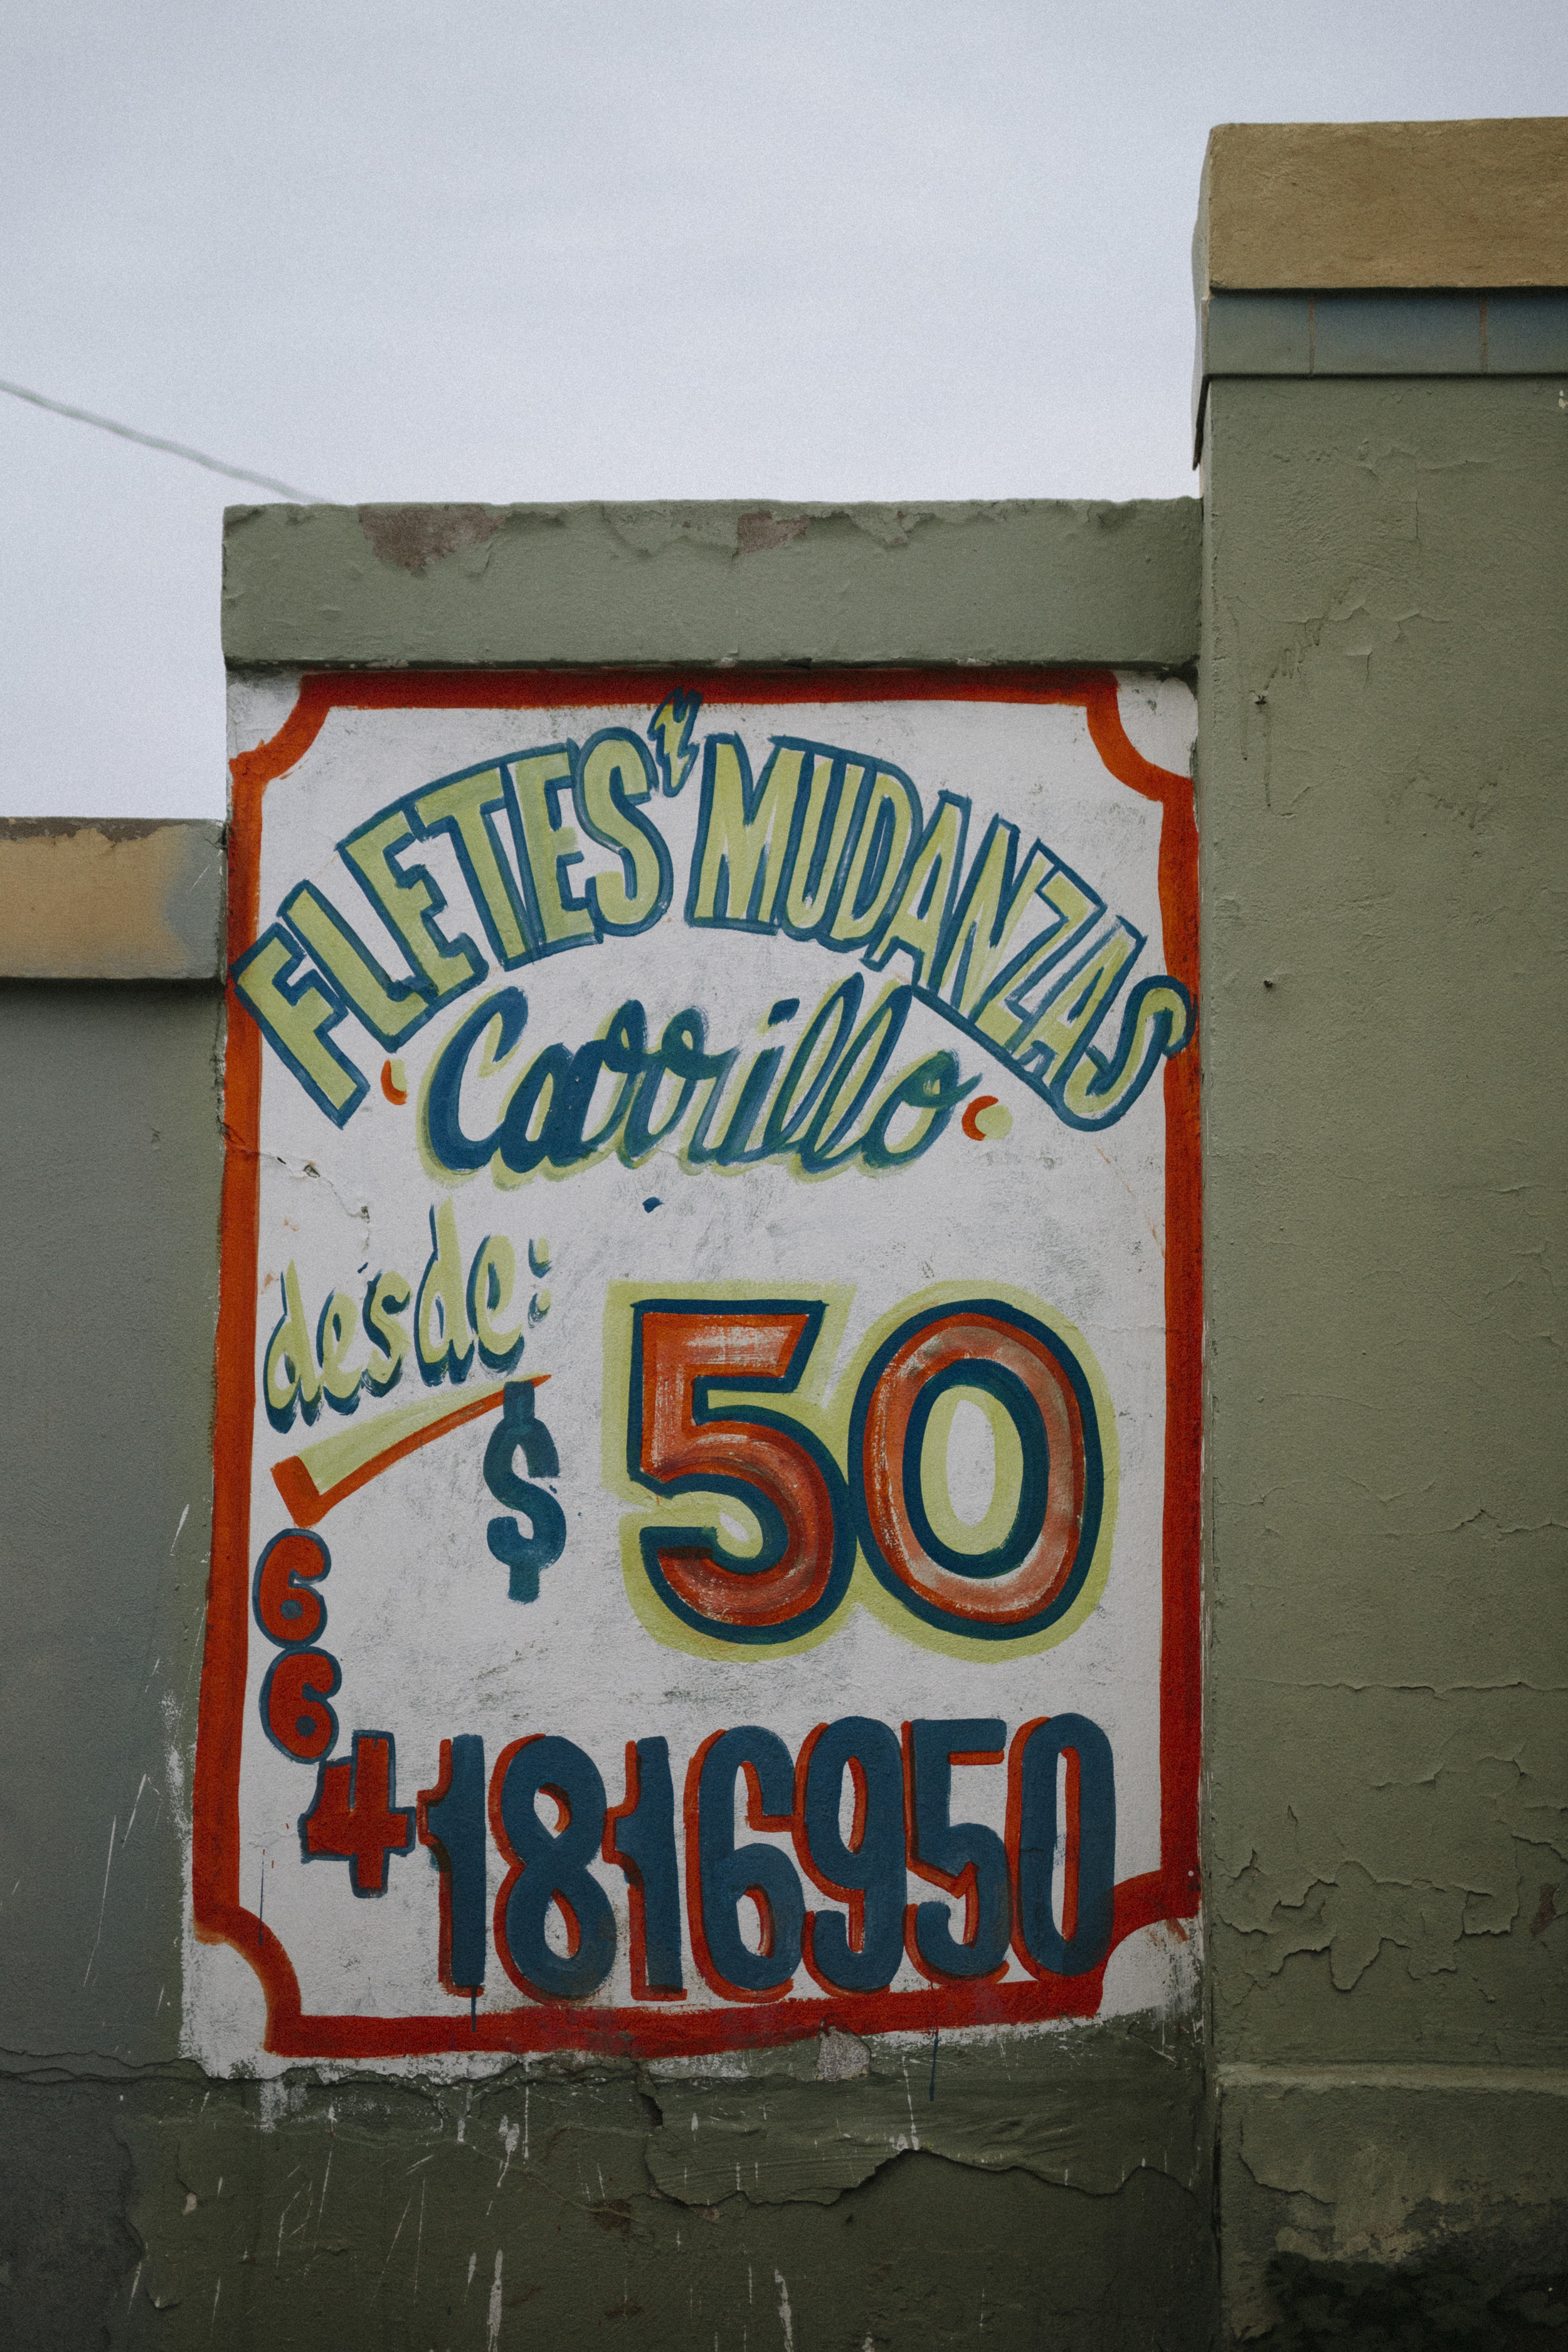 FLETES Y MUDANZAS
Carrillo
desde:
$ 50
664 1816950